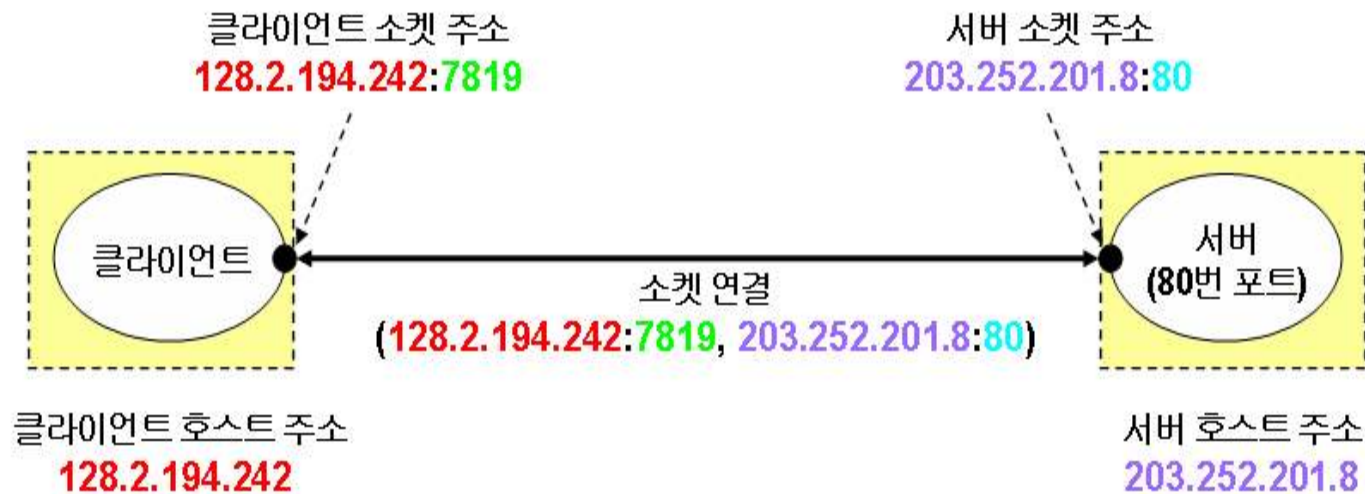 클라이언트 소켓 주소
128.2.194.242:7819
서버 소켓 주소
203.252.201.8:80
클라이언트
서버
(80번 포트)
소켓 연결
(128.2.194.242:7819, 203.252.201.8:80)
클라이언트 호스트 주소
128.2.194.242
서버 호스트 주소
203.252.201.8